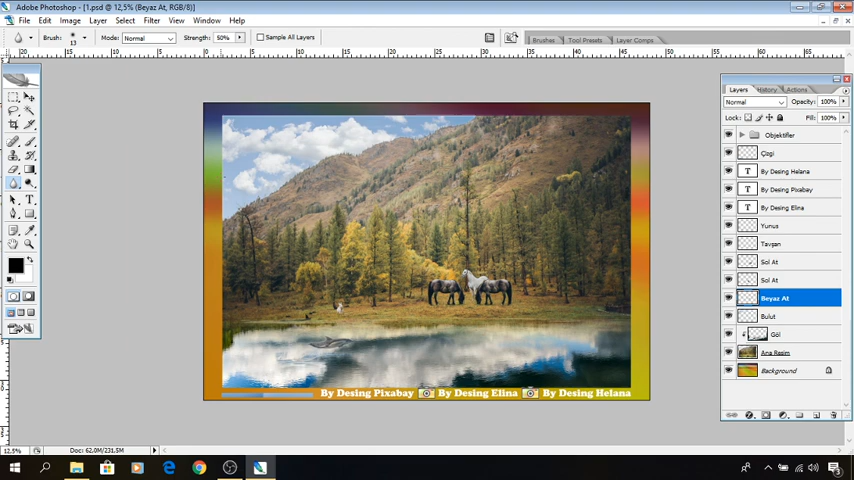 Adobe Photoshop - [1.psd @ 12,5% (Beyaz At, RGB/8)]
File Edit Image Layer Select Filter View Window Help
Brush: 13 Mode: Normal Strength: 50% Sample All Layers
Brushes Tool Presets Layer Comps
Layers History Actions
Normal Opacity: 100%
Lock: Fill: 100%
Objektifler
Çizgi
T By Desing Helana
T By Desing Pixabay
T By Desing Elina
Yunus
Tavşan
Sol At
Sol At
Beyaz At
Bulut
Göl
Ana Resim
Background
By Desing Pixabay By Desing Elina By Desing Helana
12,5% Doc: 62,0M/231,5M